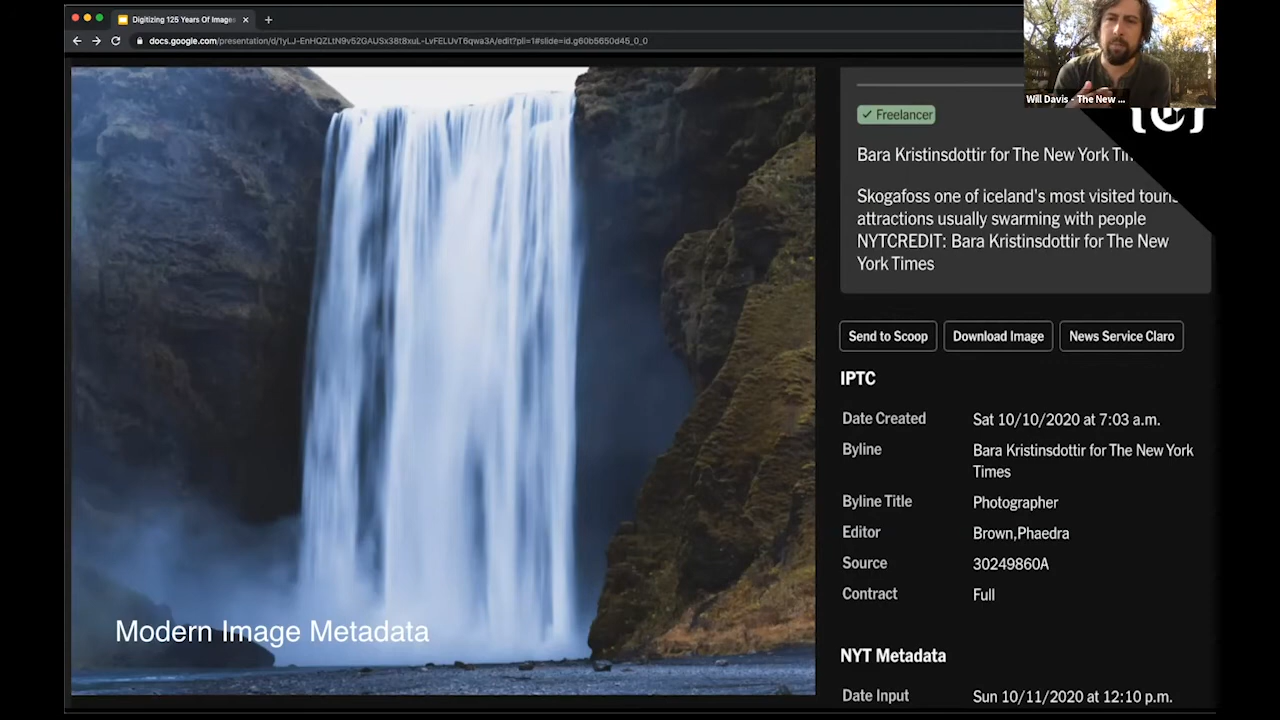 Digitizing 125 Years Of Images
docs.google.com/presentation/d/1yLJ-EnHQZLtN9v52GAUSx38t8xuL-LvFELUvT6qwa3A/edit?pli=1#slide=id.g60b5650d45_0_0
Will Davis - The New ...
Freelancer
Bara Kristinsdottir for The New York
Skogafoss one of iceland's most visited
attractions usually swarming with people
NYTCREDIT: Bara Kristinsdottir for The New
York Times
Send to Scoop Download Image News Service Claro
IPTC
Date Created Sat 10/10/2020 at 7:03 a.m.
Byline Bara Kristinsdottir for The New York
Times
Byline Title Photographer
Editor Brown,Phaedra
Source 30249860A
Contract Full
Modern Image Metadata
NYT Metadata
Date Input Sun 10/11/2020 at 12:10 p.m.